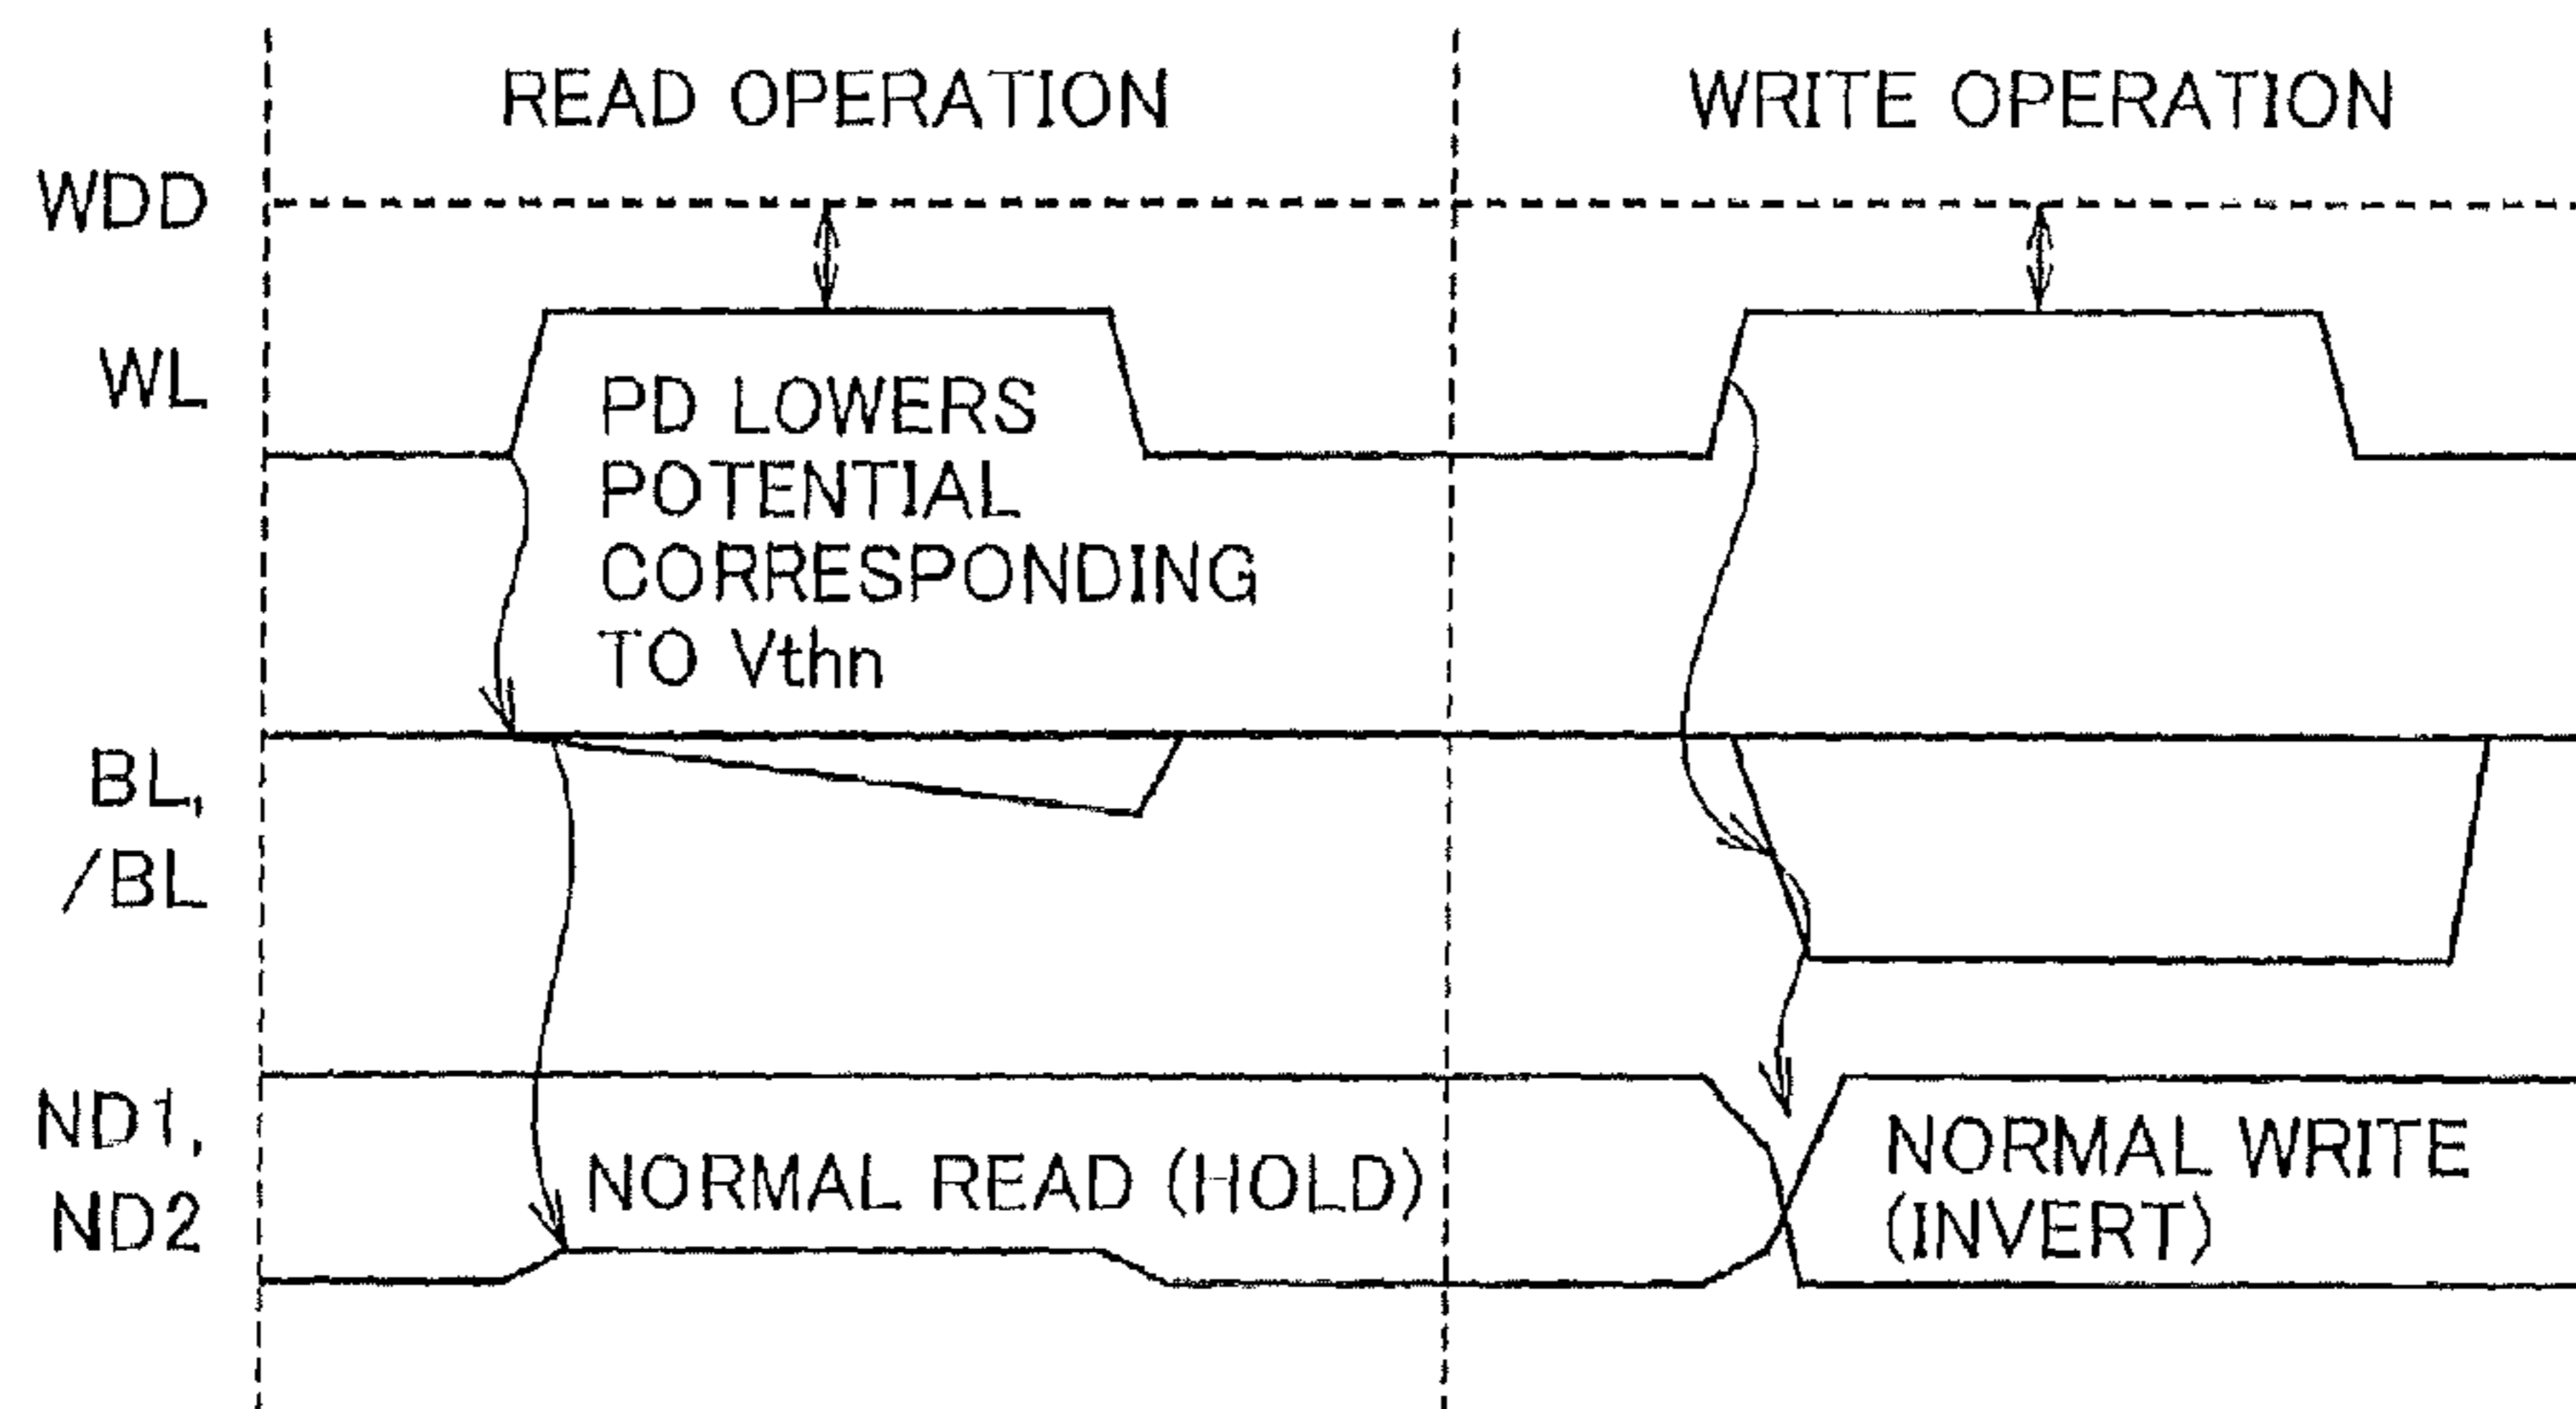 READ OPERATION
WRITE OPERATION
WDD
WL
PD LOWERS
POTENTIAL
CORRESPONDING
TO Vthn
BL,
/BL
ND1,
ND2
NORMAL READ (HOLD)
NORMAL WRITE
(INVERT)